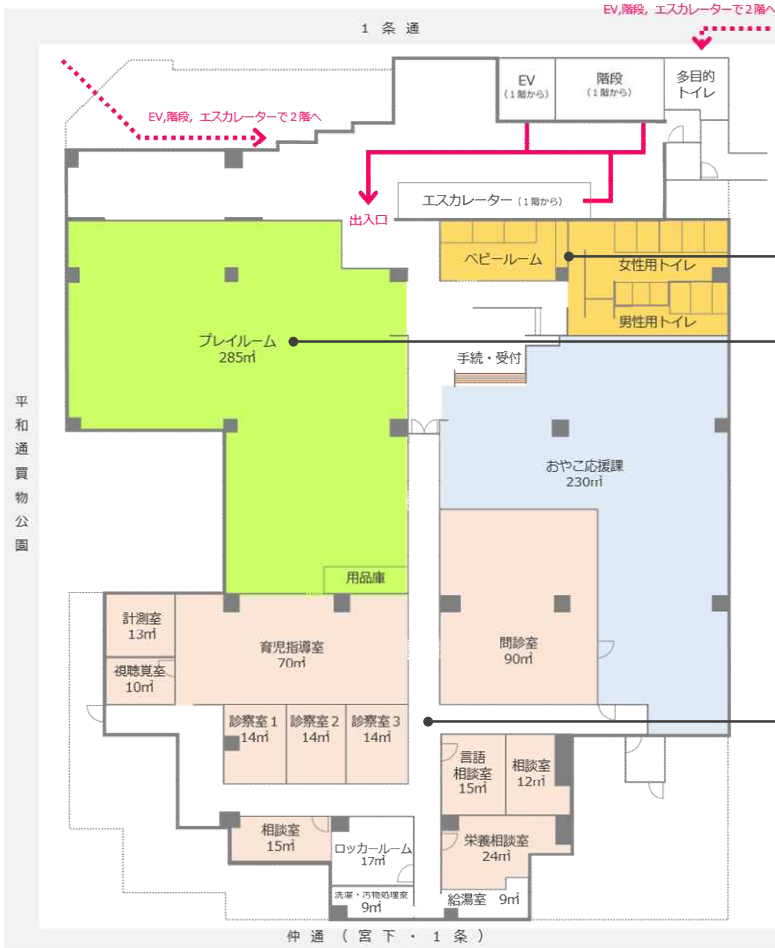 EV,階段, エスカレーターで２階へ
１条通
EV
（１階から）
階段
（１階から）
多目的
トイレ
EV,階段, エスカレーターで２階へ
エスカレーター（１階から）
出入口
ベビールーム
女性用トイレ
男性用トイレ
プレイルーム
285㎡
手続・受付
平和通買物公園
おやこ応援課
230㎡
用品庫
計測室
13㎡
育児指導室
70㎡
問診室
90㎡
視聴覚室
10㎡
診察室１
14㎡
診察室２
14㎡
診察室３
14㎡
言語
相談室
15㎡
相談室
12㎡
相談室
15㎡
ロッカールーム
17㎡
栄養相談室
24㎡
洗濯・汚物処理室
9㎡
給湯室 9㎡
仲通（宮下・１条）